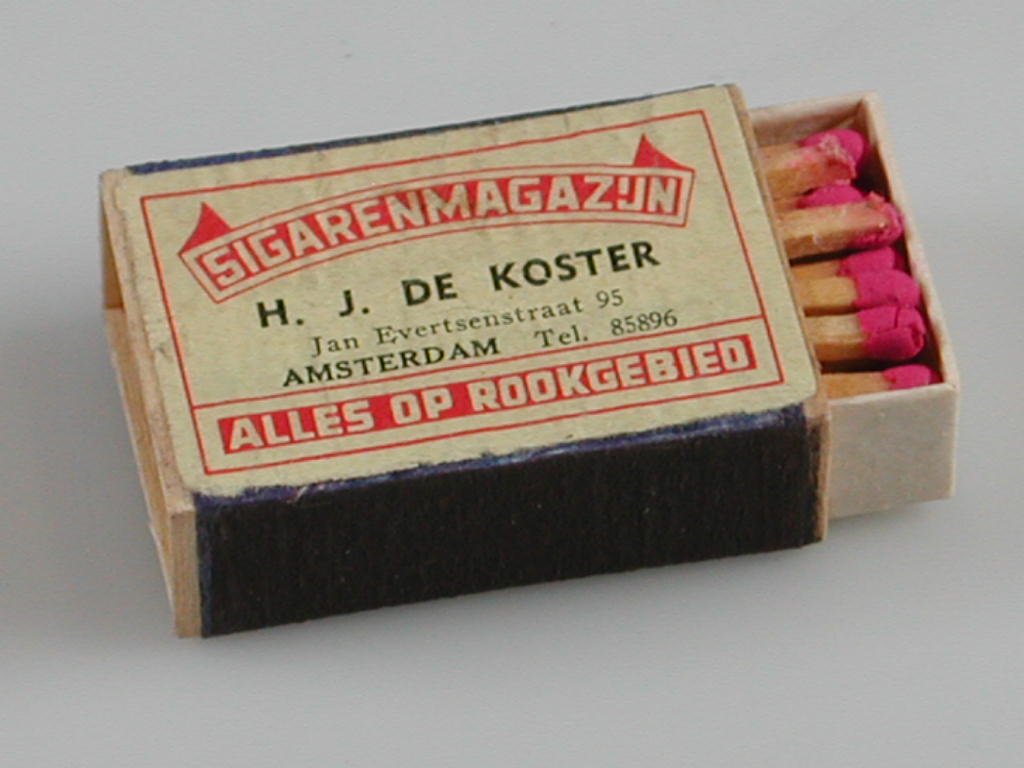 SIGARENMAGAZIJN
H. J. DE KOSTER
Jan Evertsenstraat 95
AMSTERDAM Tel. 85896
ALLES OP ROOKGEBIED